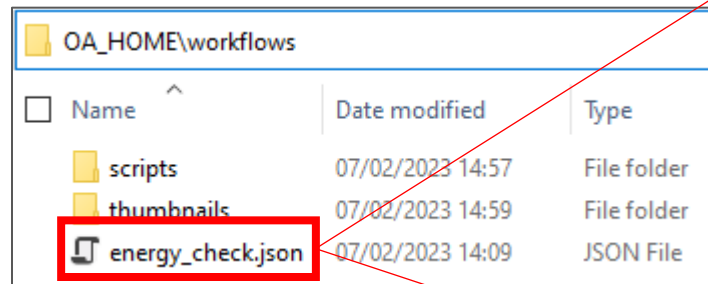 OA_HOME\workflows
Name Date modified Type
scripts 07/02/2023 14:57 File folder
thumbnails 07/02/2023 14:59 File folder
energy_check.json 07/02/2023 14:09 JSON File